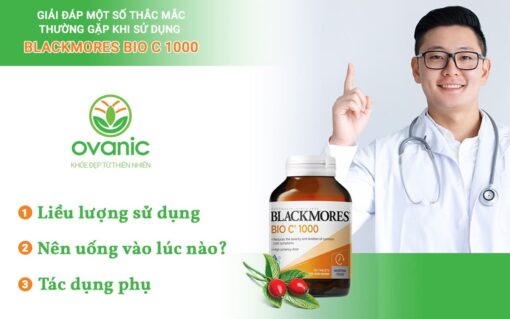 GIẢI ĐÁP MỘT SỐ THẮC MẮC
THƯỜNG GẶP KHI SỬ DỤNG
BLACKMORES BIO C 1000
ovanic
KHỎE ĐẸP TỪ THIÊN NHIÊN
1 Liều lượng sử dụng
2 Nên uống vào lúc nào?
3 Tác dụng phụ
BLACKMORES
BIO C 1000